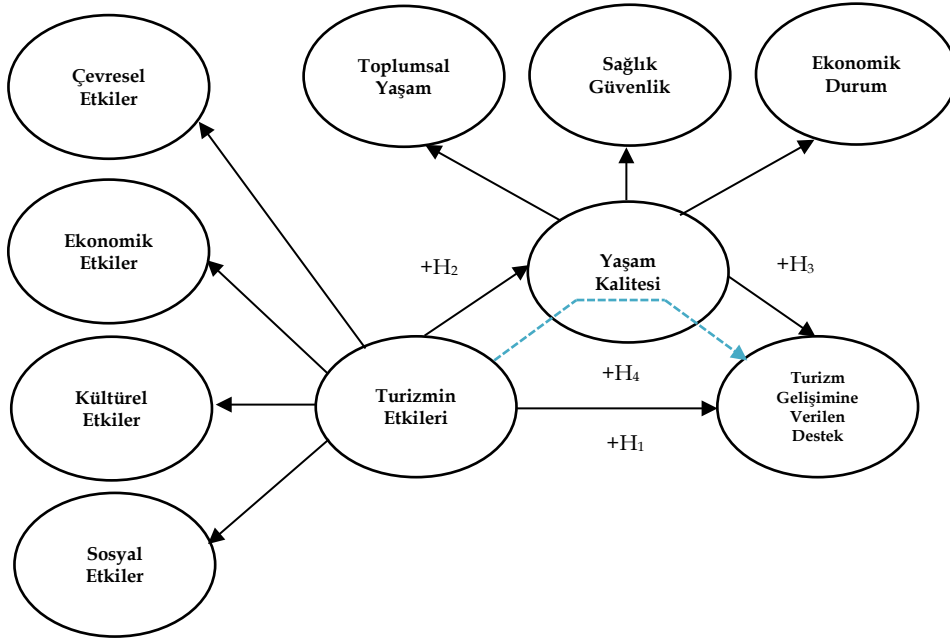 Çevresel
Etkiler
Toplumsal
Yaşam
Sağlık
Güvenlik
Ekonomik
Durum
Ekonomik
Etkiler
+H₂
Yaşam
Kalitesi
+H₃
Kültürel
Etkiler
Turizmin
Etkileri
+H₄
+H₁
Turizm
Gelişimine
Verilen
Destek
Sosyal
Etkiler